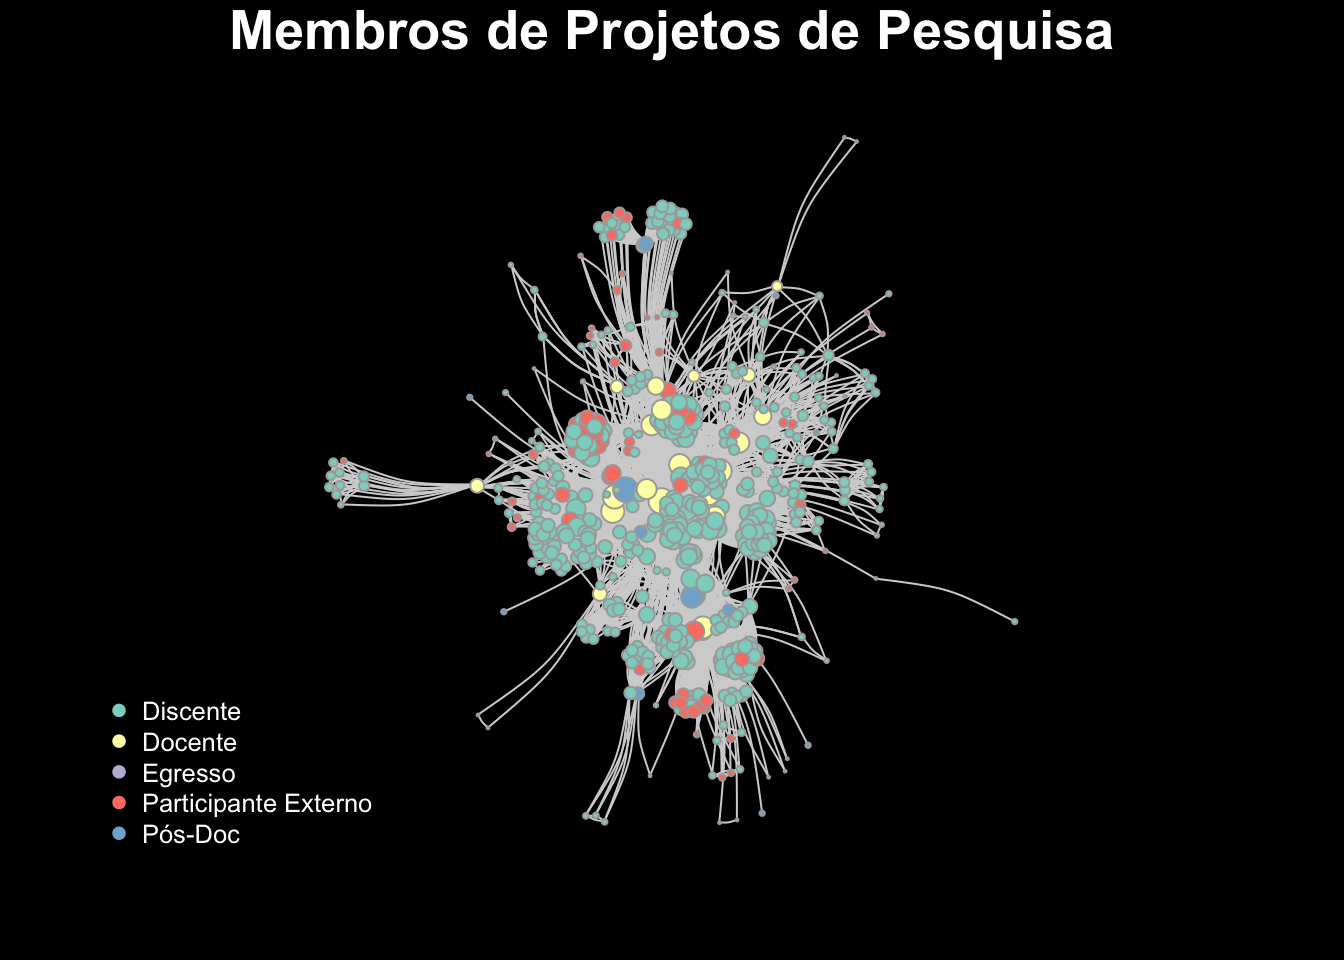 Membros de Projetos de Pesquisa
Discente
Docente
Egresso
Participante Externo
Pós-Doc